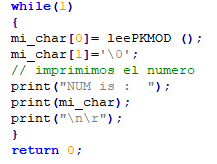 while(1)
{
mi_char[0]= leePKMOD ();
mi_char[1]='\0';
// imprimimos el numero
print("NUM is :  ");
print(mi_char);
print("\n\r");
}
return 0;